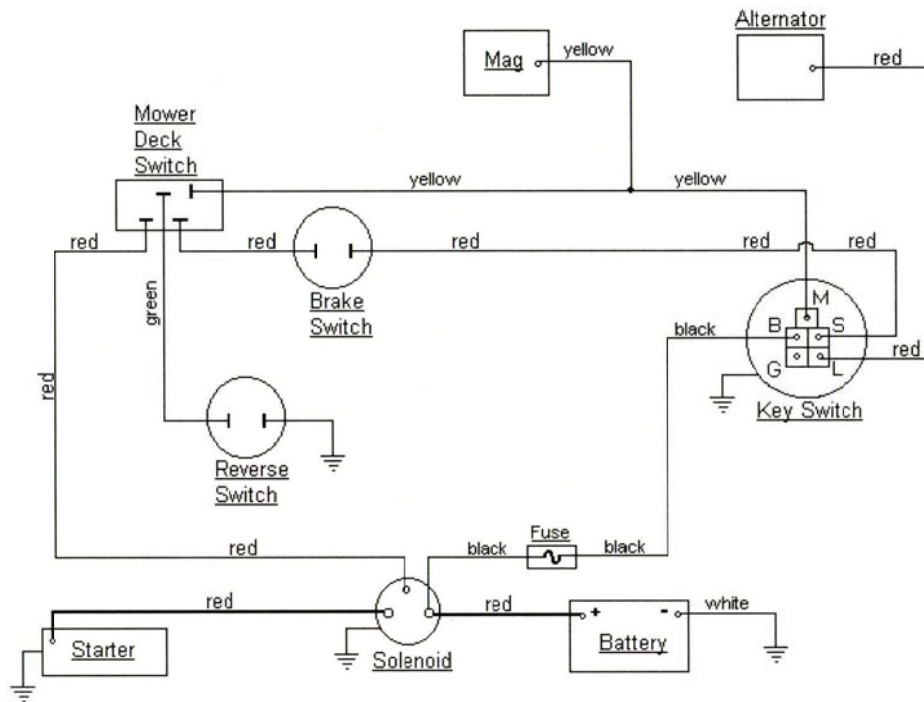 Alternator
Mag
yellow
red
Mower
Deck
Switch
yellow
yellow
red
red
red
red
red
Brake
Switch
green
M
B
S
G
L
black
red
Key Switch
red
Reverse
Switch
Fuse
red
black
black
red
red
+
-
white
Starter
Solenoid
Battery